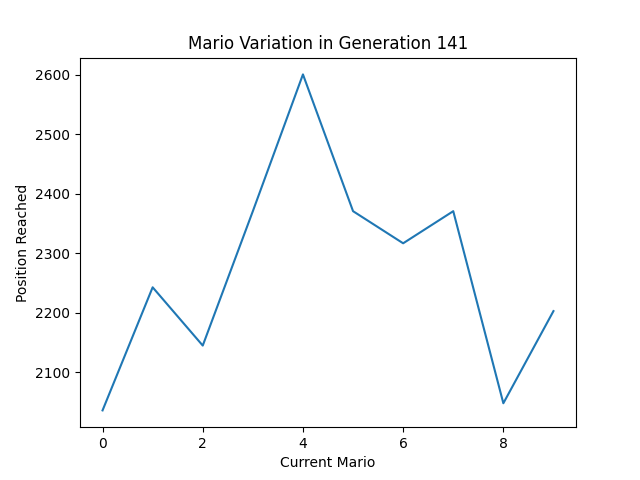 Mario Variation in Generation 141
2600
2500
2400
2300
2200
2100
Position Reached
0 2 4 6 8
Current Mario